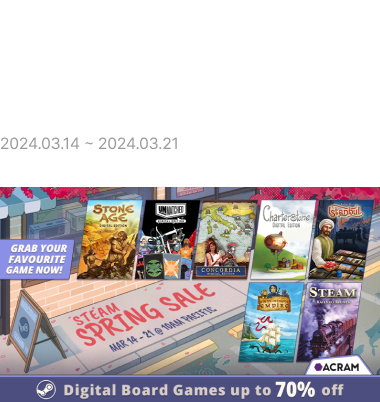 2024.03.14 ~ 2024.03.21
STONE AGE
DIGITAL EDITION
UNMATCHED
DIGITAL EDITION
CONCORDIA
DIGITAL EDITION
Charterstone
DIGITAL EDITION
Istanbul
GRAB YOUR
FAVOURITE
GAME NOW!
STEAM
SPRING SALE
MAR 14 - 21 @ 10AM PACIFIC
EMPIRE
STEAM
ACRAM
Digital Board Games up to 70% off